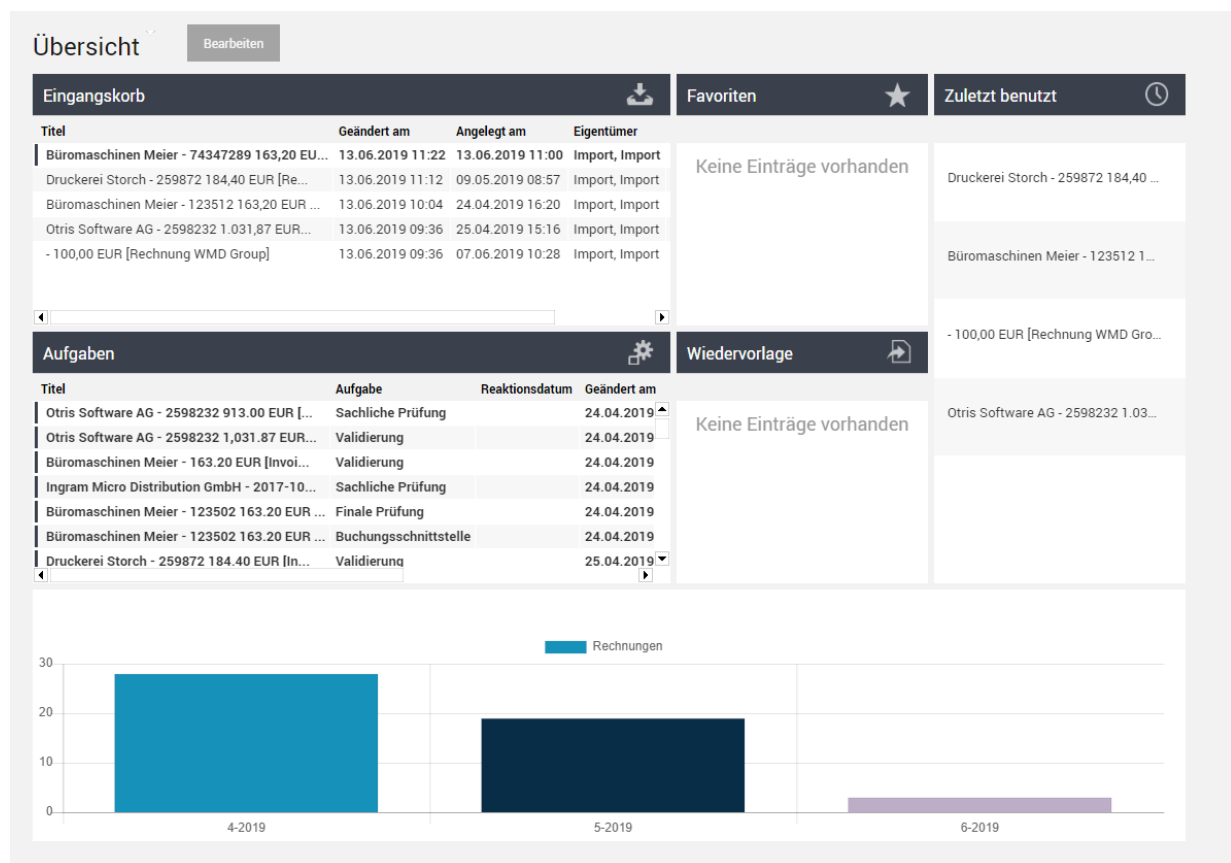 Übersicht
Bearbeiten
Eingangskorb
Titel Geändert am Angelegt am Eigentümer
Büromaschinen Meier - 74347289 163,20 EU... 13.06.2019 11:22 13.06.2019 11:00 Import, Import
Druckerei Storch - 259872 184,40 EUR [Re... 13.06.2019 11:12 09.05.2019 08:57 Import, Import
Büromaschinen Meier - 123512 163,20 EUR ... 13.06.2019 10:04 24.04.2019 16:20 Import, Import
Otris Software AG - 2598232 1.031,87 EUR... 13.06.2019 09:36 25.04.2019 15:16 Import, Import
- 100,00 EUR [Rechnung WMD Group] 13.06.2019 09:36 07.06.2019 10:28 Import, Import
Favoriten
Keine Einträge vorhanden
Zuletzt benutzt
Druckerei Storch - 259872 184,40 ...
Büromaschinen Meier - 123512 1...
- 100,00 EUR [Rechnung WMD Gro...
Otris Software AG - 2598232 1.03...
Aufgaben
Titel Aufgabe Reaktionsdatum Geändert am
Otris Software AG - 2598232 913.00 EUR [... Sachliche Prüfung 24.04.2019
Otris Software AG - 2598232 1,031.87 EUR... Validierung 24.04.2019
Büromaschinen Meier - 163.20 EUR [Invoi... Validierung 24.04.2019
Ingram Micro Distribution GmbH - 2017-10... Sachliche Prüfung 24.04.2019
Büromaschinen Meier - 123502 163.20 EUR ... Finale Prüfung 24.04.2019
Büromaschinen Meier - 123502 163.20 EUR ... Buchungsschnittstelle 24.04.2019
Druckerei Storch - 259872 184.40 EUR [In... Validierung 25.04.2019
Wiedervorlage
Keine Einträge vorhanden
Rechnungen
30
20
10
0
4-2019 5-2019 6-2019